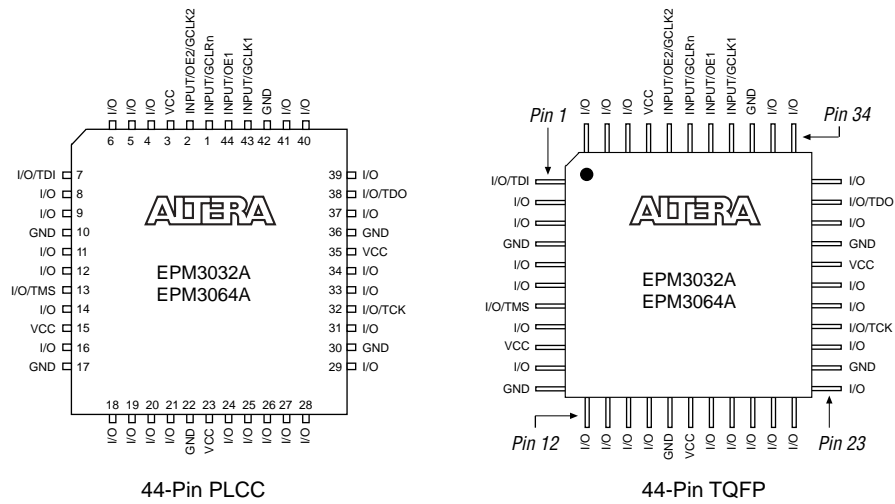 I/O
I/O
I/O
VCC
INPUT/OE2/GCLK2
INPUT/GCLRn
INPUT/OE1
INPUT/GCLK1
GND
I/O
I/O
6 5 4 3 2 1 44 43 42 41 40
I/O/TDI 7
I/O 8
I/O 9
GND 10
I/O 11
I/O 12
I/O/TMS 13
I/O 14
VCC 15
I/O 16
GND 17
ALTERA
EPM3032A
EPM3064A
39 I/O
38 I/O/TDO
37 I/O
36 GND
35 VCC
34 I/O
33 I/O
32 I/O/TCK
31 I/O
30 GND
29 I/O
18 19 20 21 22 23 24 25 26 27 28
I/O
I/O
I/O
I/O
GND
VCC
I/O
I/O
I/O
I/O
I/O
44-Pin PLCC
I/O
I/O
I/O
VCC
INPUT/OE2/GCLK2
INPUT/GCLRn
INPUT/OE1
INPUT/GCLK1
GND
I/O
I/O
Pin 1
Pin 34
I/O/TDI
I/O
I/O
GND
I/O
I/O
I/O/TMS
I/O
VCC
I/O
GND
ALTERA
EPM3032A
EPM3064A
I/O
I/O/TDO
I/O
GND
VCC
I/O
I/O
I/O/TCK
I/O
GND
I/O
Pin 12
Pin 23
I/O
I/O
I/O
I/O
GND
VCC
I/O
I/O
I/O
I/O
I/O
44-Pin TQFP